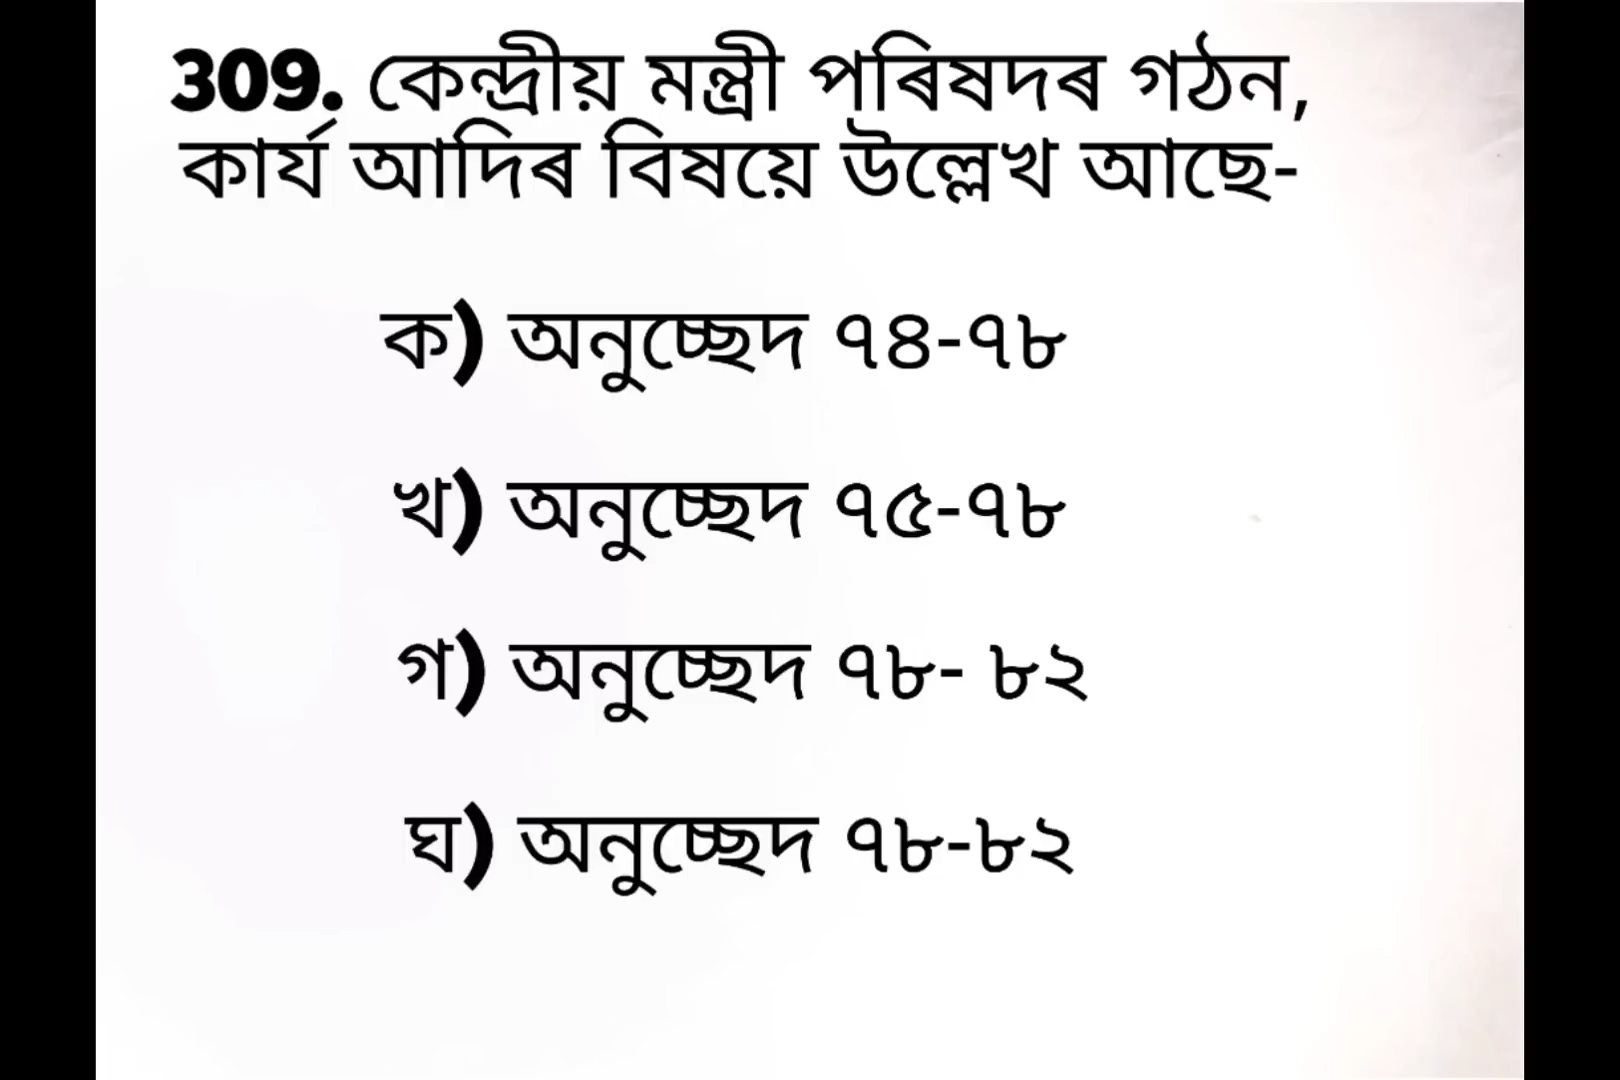 309. কেন্দ্ৰীয় মন্ত্ৰী পৰিষদৰ গঠন,
কাৰ্য আদিৰ বিষয়ে উল্লেখ আছে-
ক) অনুচ্ছেদ ৭৪-৭৮
খ) অনুচ্ছেদ ৭৫-৭৮
গ) অনুচ্ছেদ ৭৮- ৮২
ঘ) অনুচ্ছেদ ৭৮-৮২